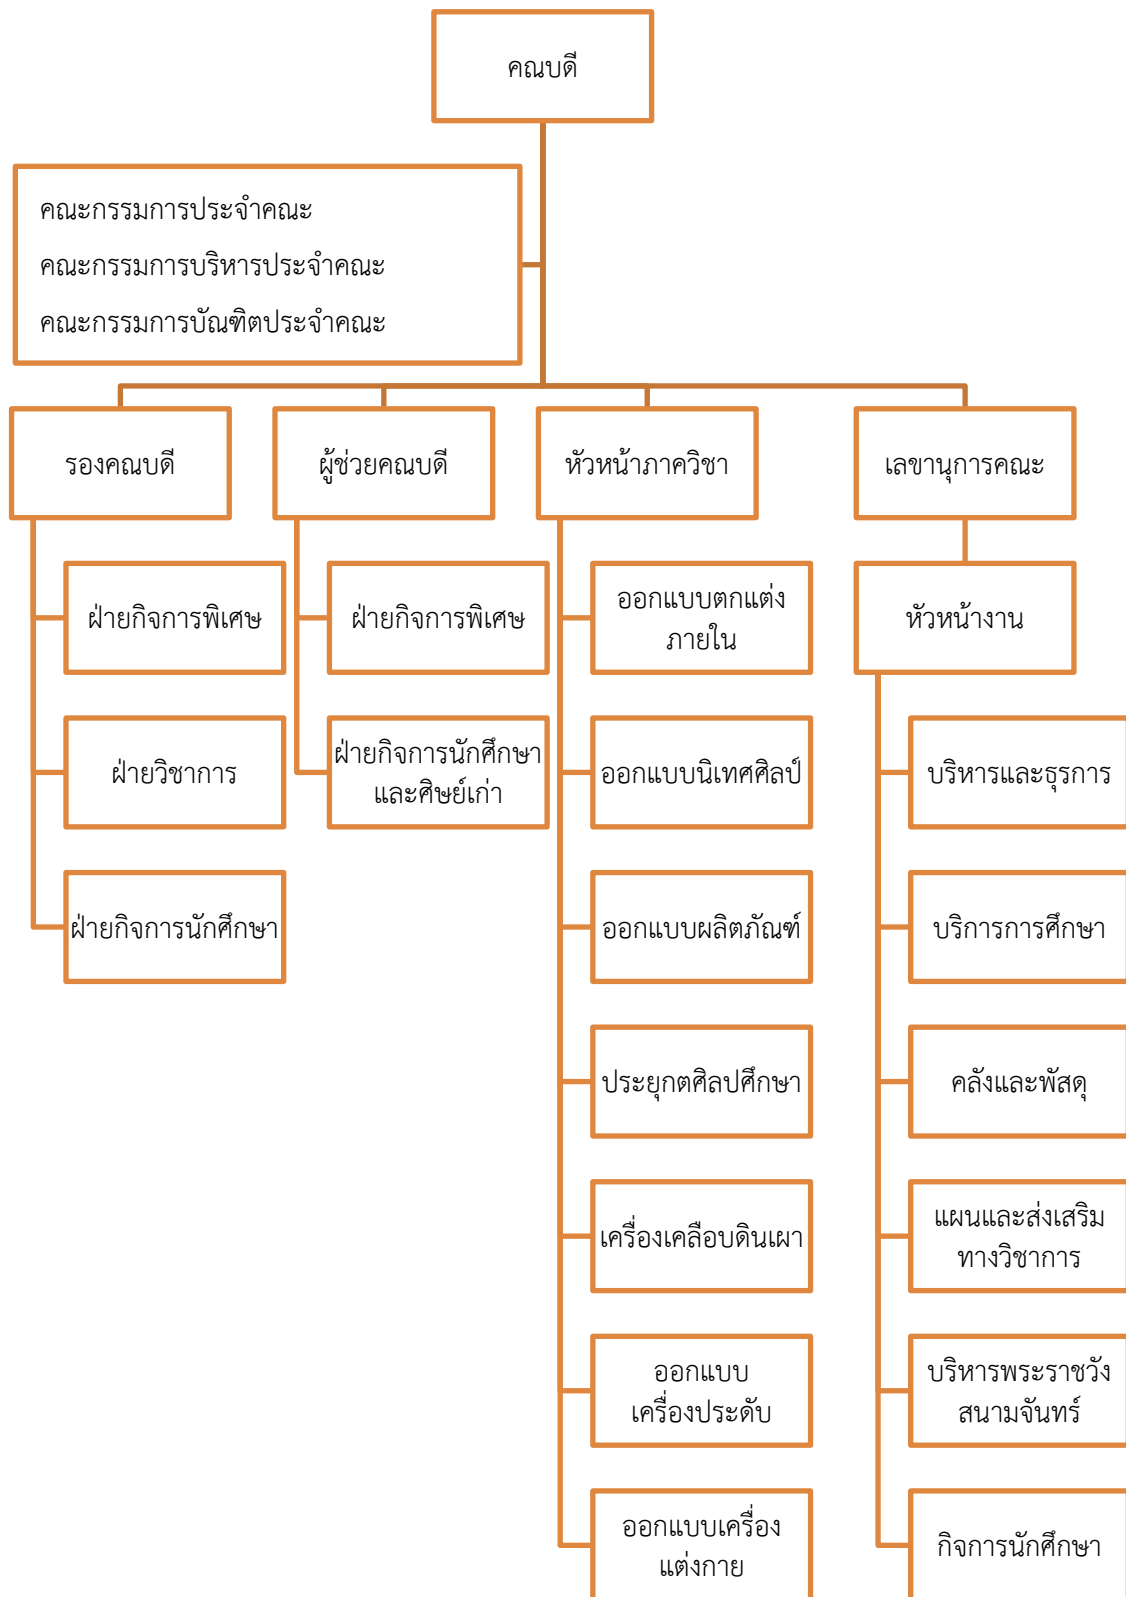 คณบดี
คณะกรรมการประจำคณะ
คณะกรรมการบริหารประจำคณะ
คณะกรรมการบัณฑิตประจำคณะ
รองคณบดี
ฝ่ายกิจการพิเศษ
ฝ่ายวิชาการ
ฝ่ายกิจการนักศึกษา
ผู้ช่วยคณบดี
ฝ่ายกิจการพิเศษ
ฝ่ายกิจการนักศึกษา
และศิษย์เก่า
หัวหน้าภาควิชา
ออกแบบตกแต่ง
ภายใน
ออกแบบนิเทศศิลป์
ออกแบบผลิตภัณฑ์
ประยุกตศิลปศึกษา
เครื่องเคลือบดินเผา
ออกแบบ
เครื่องประดับ
ออกแบบเครื่อง
แต่งกาย
เลขานุการคณะ
หัวหน้างาน
บริหารและธุรการ
บริการการศึกษา
คลังและพัสดุ
แผนและส่งเสริม
ทางวิชาการ
บริหารพระราชวัง
สนามจันทร์
กิจการนักศึกษา